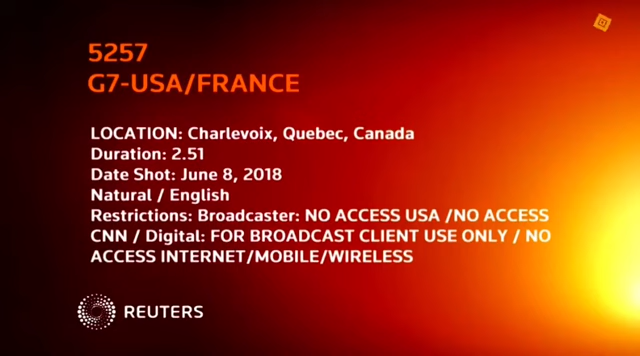 5257
G7-USA/FRANCE
LOCATION: Charlevoix, Quebec, Canada
Duration: 2.51
Date Shot: June 8, 2018
Natural / English
Restrictions: Broadcaster: NO ACCESS USA /NO ACCESS
CNN / Digital: FOR BROADCAST CLIENT USE ONLY / NO
ACCESS INTERNET/MOBILE/WIRELESS
REUTERS